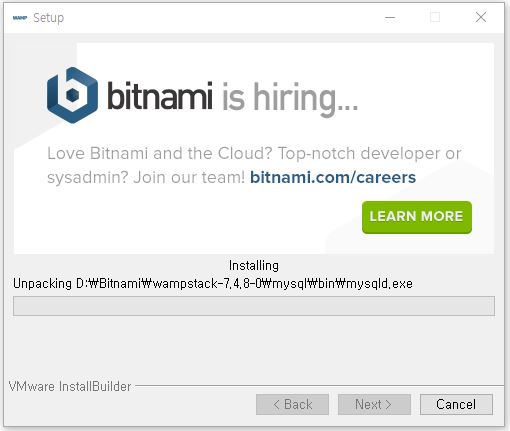 WAMP Setup
bitnami is hiring...
Love Bitnami and the Cloud? Top-notch developer or
sysadmin? Join our team! bitnami.com/careers
LEARN MORE
Installing
Unpacking D:₩Bitnami₩wampstack-7.4.8-0₩mysql₩bin₩mysqld.exe
VMware InstallBuilder
< Back Next > Cancel